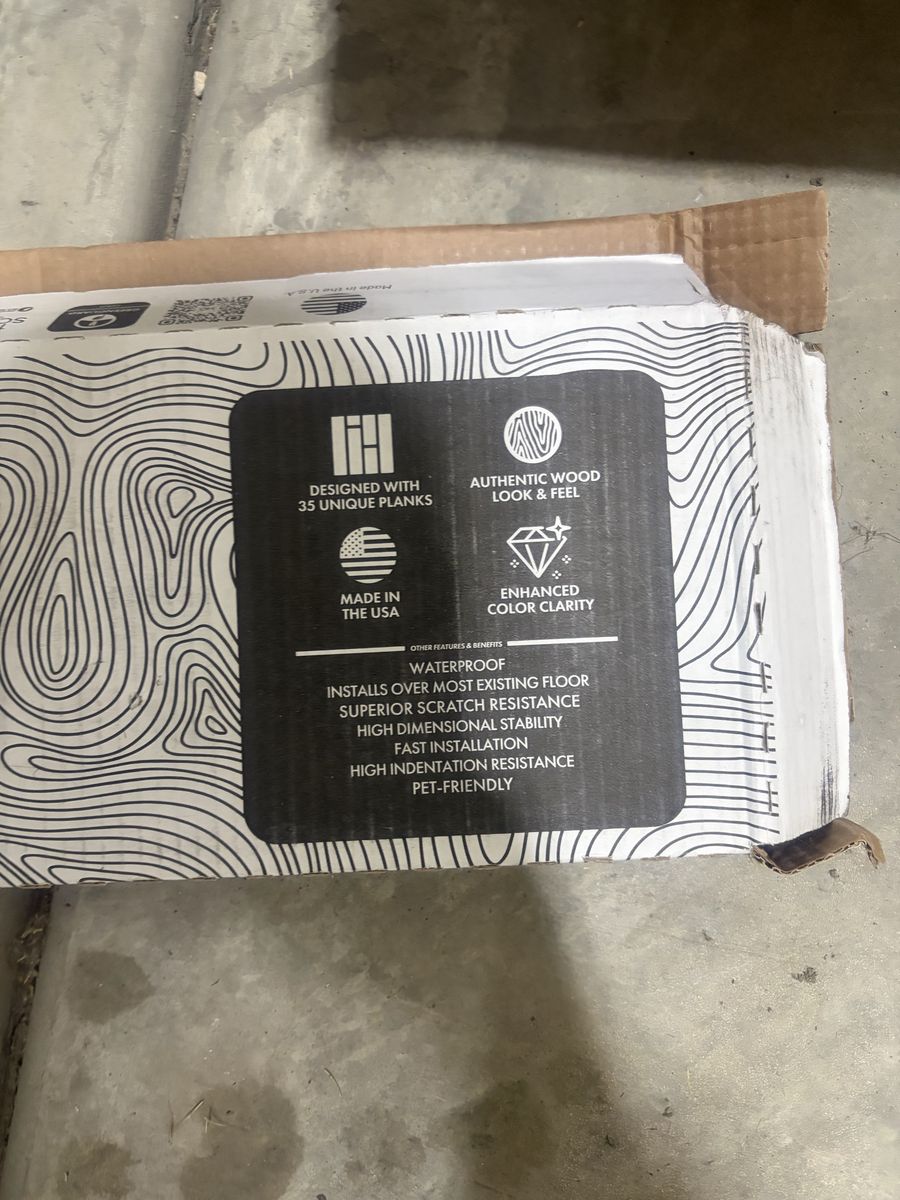 Made in the U.S.A
DESIGNED WITH
35 UNIQUE PLANKS
AUTHENTIC WOOD
LOOK & FEEL
MADE IN
THE USA
ENHANCED
COLOR CLARITY
OTHER FEATURES & BENEFITS
WATERPROOF
INSTALLS OVER MOST EXISTING FLOOR
SUPERIOR SCRATCH RESISTANCE
HIGH DIMENSIONAL STABILITY
FAST INSTALLATION
HIGH INDENTATION RESISTANCE
PET-FRIENDLY